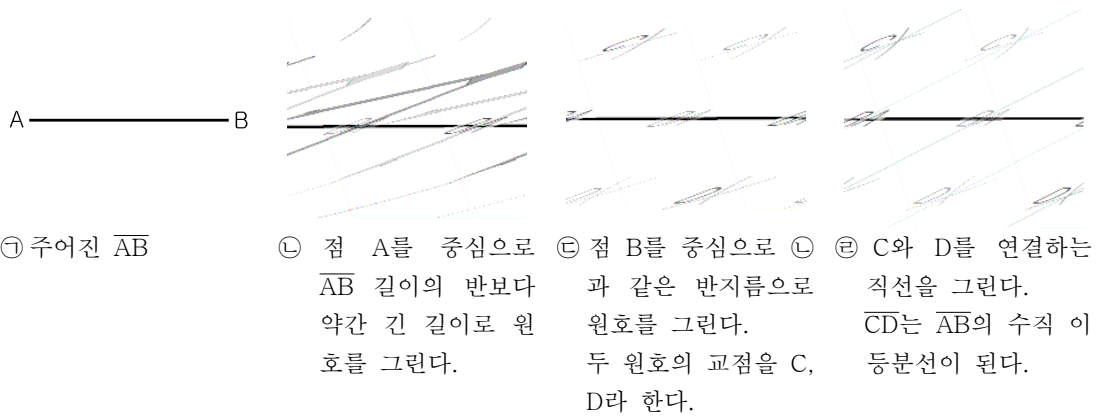 A B
㉠ 주어진 AB
㉡ 점 A를 중심으로
AB 길이의 반보다
약간 긴 길이로 원
호를 그린다.
㉢ 점 B를 중심으로 ㉡
과 같은 반지름으로
원호를 그린다.
두 원호의 교점을 C,
D라 한다.
㉣ C와 D를 연결하는
직선을 그린다.
CD는 AB의 수직 이
등분선이 된다.